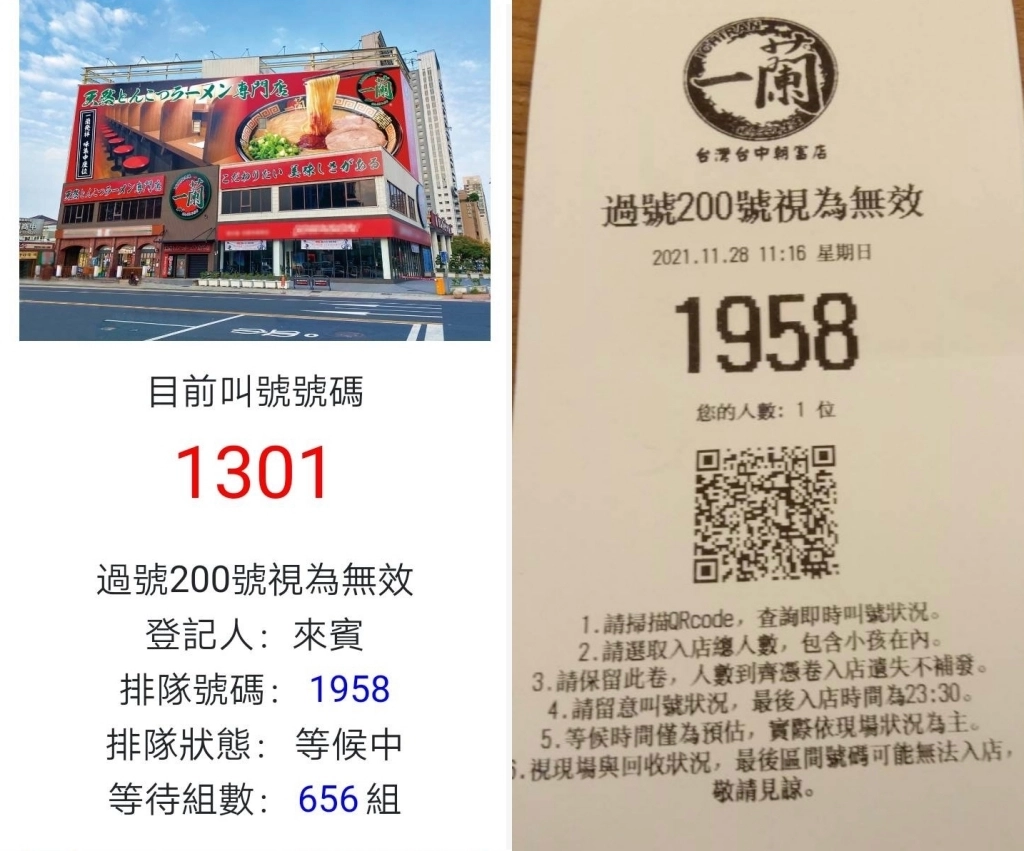 天然とんこつラーメン専門店
一蘭
天然とんこつラーメン専門店
一蘭
こだわりたい 美味しさがある
目前叫號號碼
1301
過號200號視為無效
登記人： 來賓
排隊號碼： 1958
排隊狀態： 等候中
等待組數： 656 組
ICHIRAN
一蘭
台灣台中朝富店
過號200號視為無效
2021.11.28 11:16 星期日
1958
您的人數: 1 位
1.請掃描QRcode，查詢即時叫號狀況。
2.請選取入店總人數，包含小孩在內。
3.請保留此卷，人數到齊憑卷入店遺失不補發。
4.請留意叫號狀況，最後入店時間為23:30。
5.等候時間僅為預估，實際依現場狀況為主。
6.視現場與回收狀況，最後區間號碼可能無法入店，
敬請見諒。